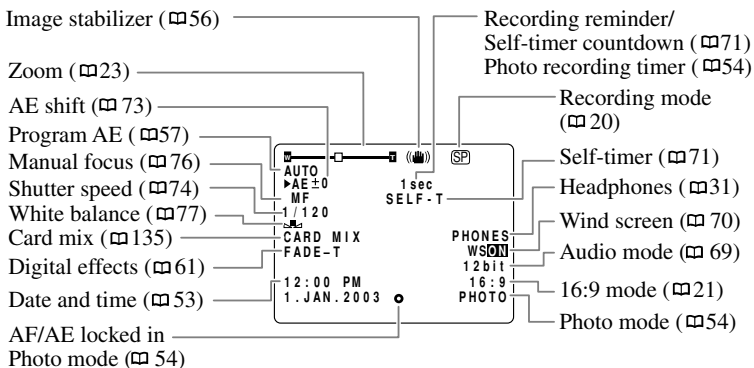 Image stabilizer (56)
Zoom (23)
AE shift (73)
Program AE (57)
Manual focus (76)
Shutter speed (74)
White balance (77)
Card mix (135)
Digital effects (61)
Date and time (53)
AF/AE locked in
Photo mode (54)
W T SP
AUTO
▶AE±0
1sec
MF
SELF-T
1/120
CARD MIX
PHONES
FADE-T
WS ON
12bit
12:00 PM
16:9
1.JAN.2003
PHOTO
Recording reminder/
Self-timer countdown (71)
Photo recording timer (54)
Recording mode
(20)
Self-timer (71)
Headphones (31)
Wind screen (70)
Audio mode (69)
16:9 mode (21)
Photo mode (54)